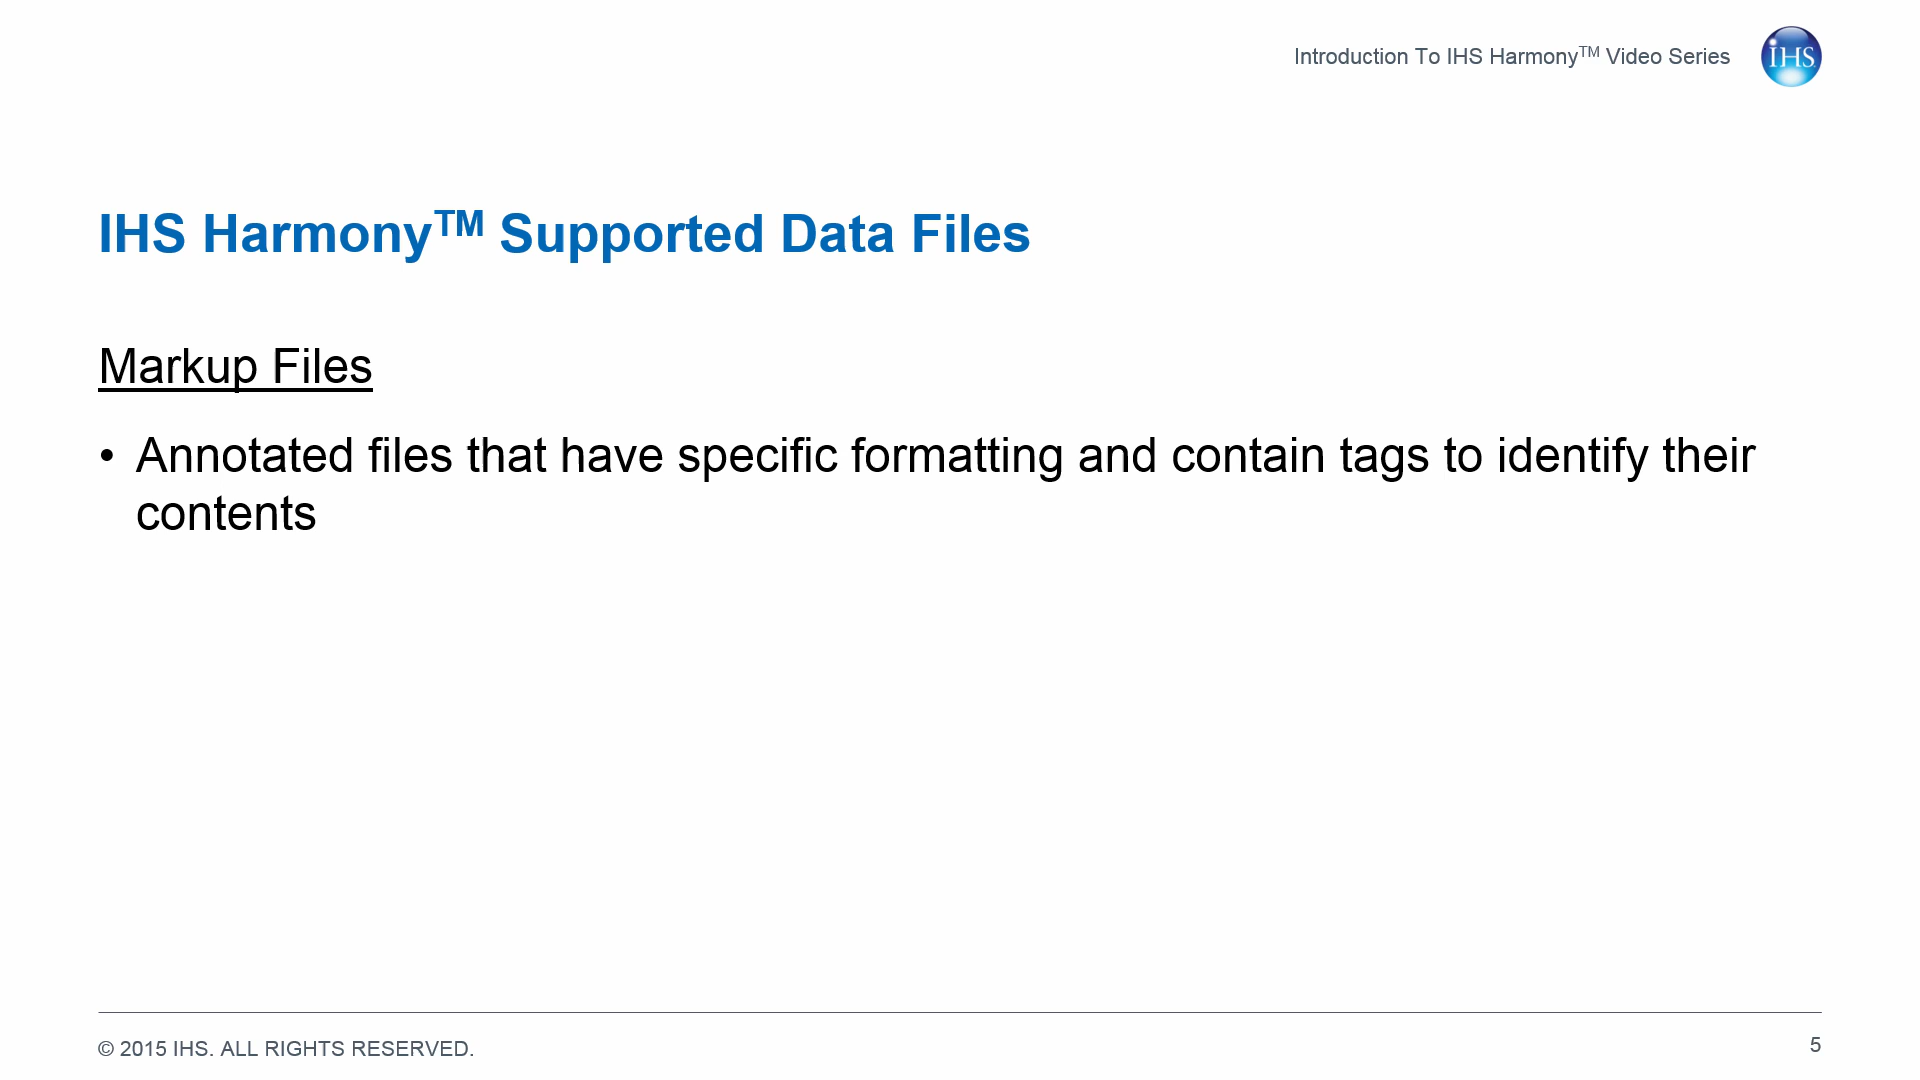 Introduction To IHS Harmony™ Video Series
IHS
IHS Harmony™ Supported Data Files
Markup Files
• Annotated files that have specific formatting and contain tags to identify their
contents
© 2015 IHS. ALL RIGHTS RESERVED.
5